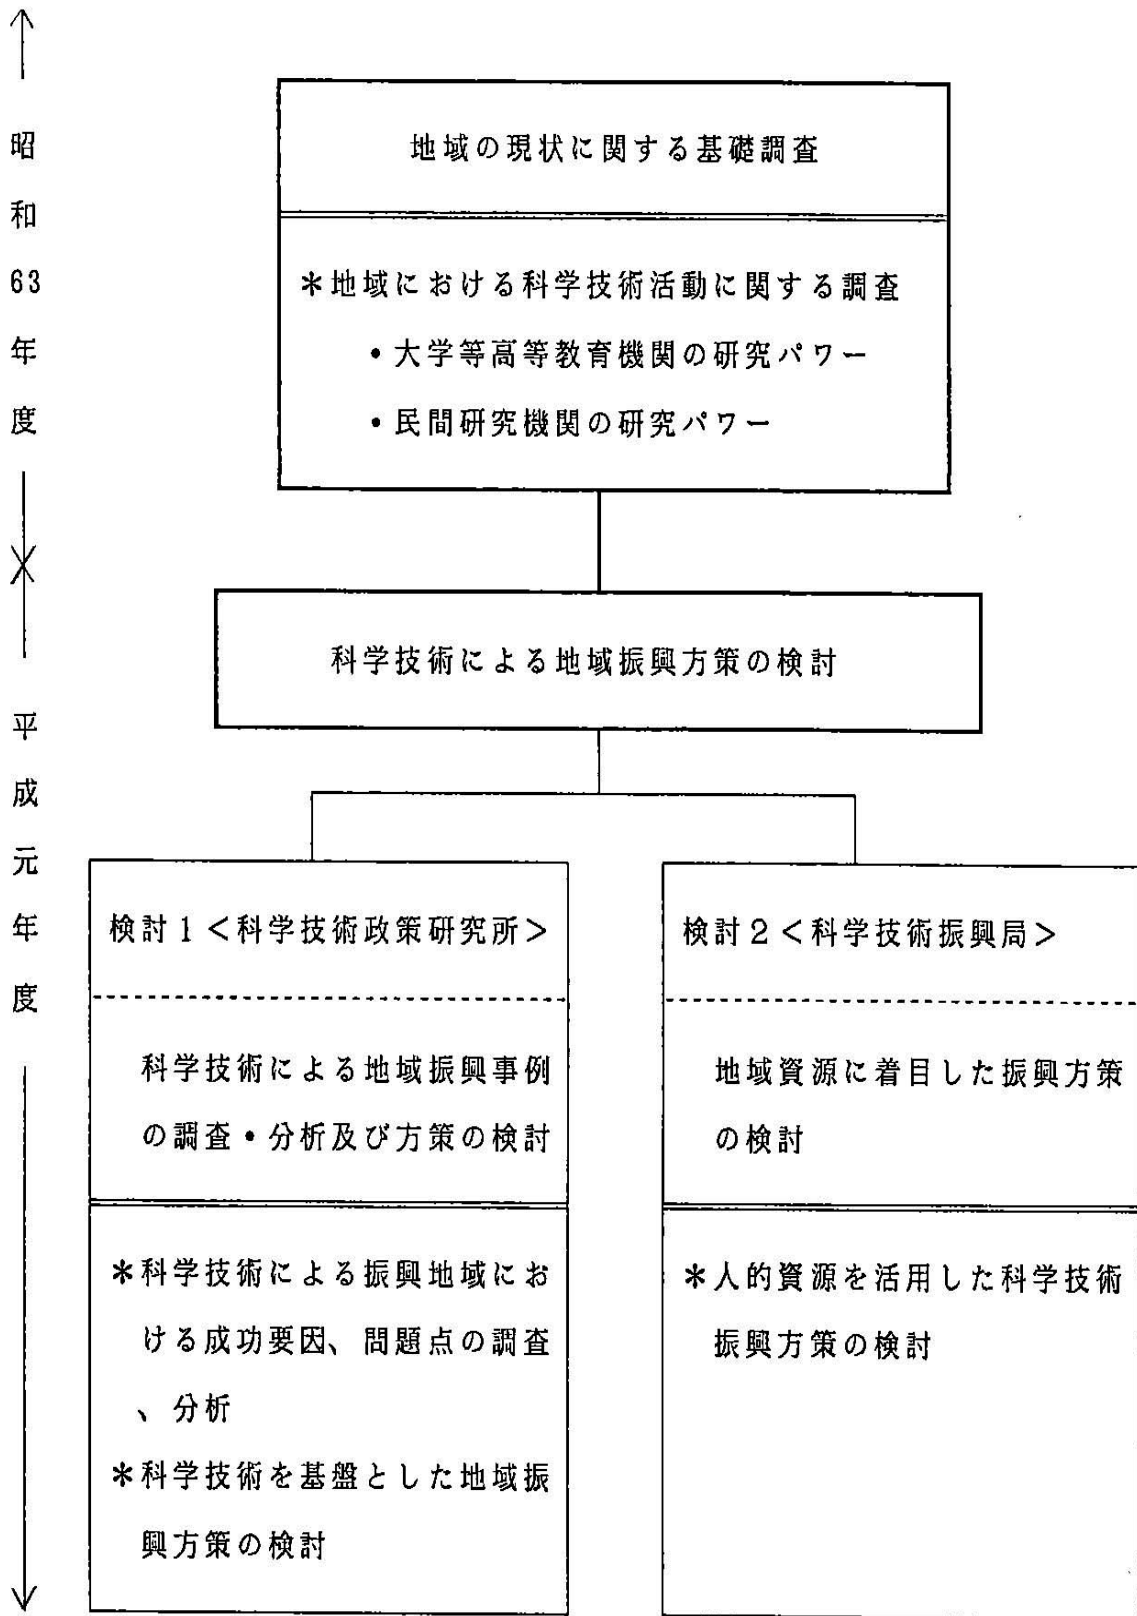 昭和63年度
地域の現状に関する基礎調査
*地域における科学技術活動に関する調査
・大学等高等教育機関の研究パワー
・民間研究機関の研究パワー
平成元年度
科学技術による地域振興方策の検討
検討1<科学技術政策研究所>
科学技術による地域振興事例
の調査・分析及び方策の検討
*科学技術による振興地域にお
ける成功要因、問題点の調査
、分析
*科学技術を基盤とした地域振
興方策の検討
検討2<科学技術振興局>
地域資源に着目した振興方策
の検討
*人的資源を活用した科学技術
振興方策の検討